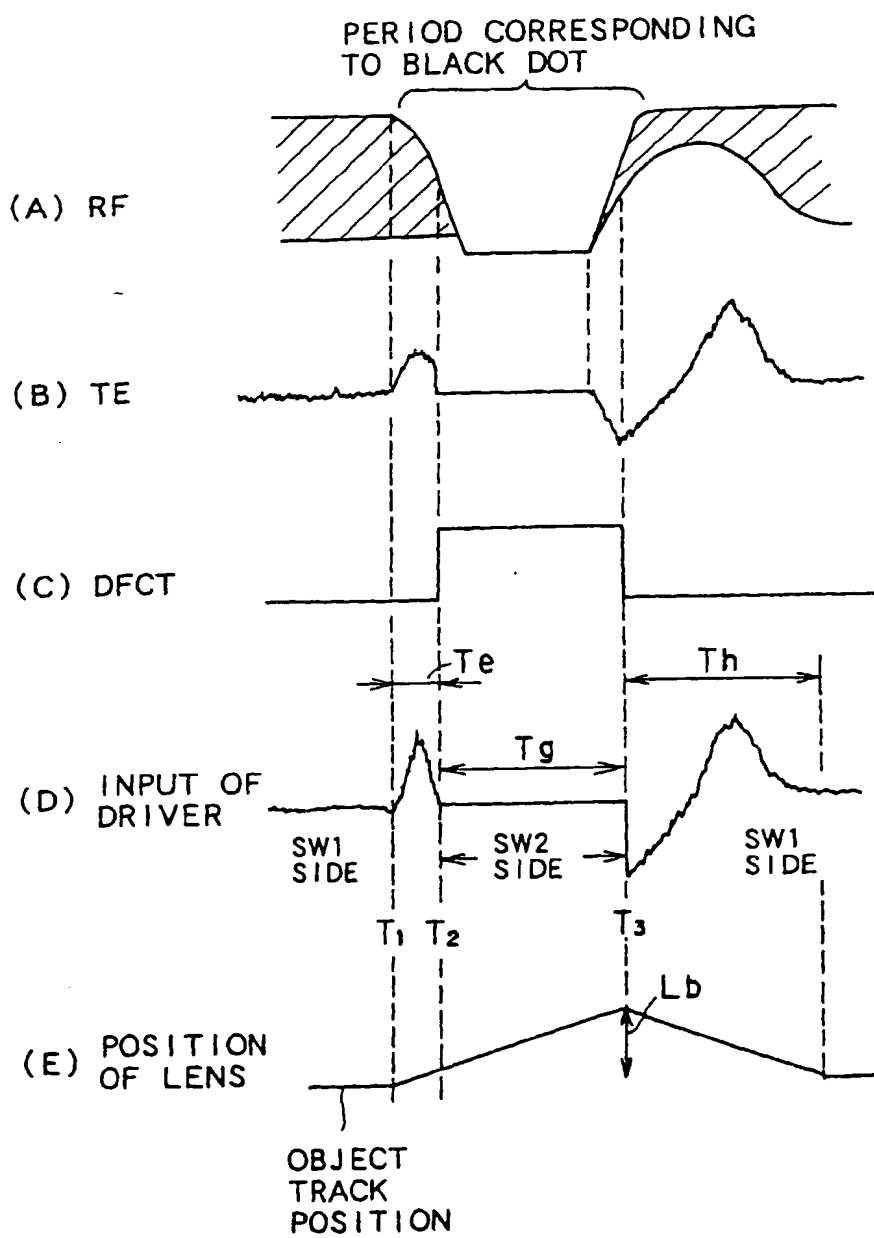 PERIOD CORRESPONDING
TO BLACK DOT
(A) RF
(B) TE
(C) DFCT
Te
Th
Tg
(D) INPUT OF
DRIVER
SW1
SIDE
SW2
SIDE
SW1
SIDE
T1
T2
T3
Lb
(E) POSITION
OF LENS
OBJECT
TRACK
POSITION